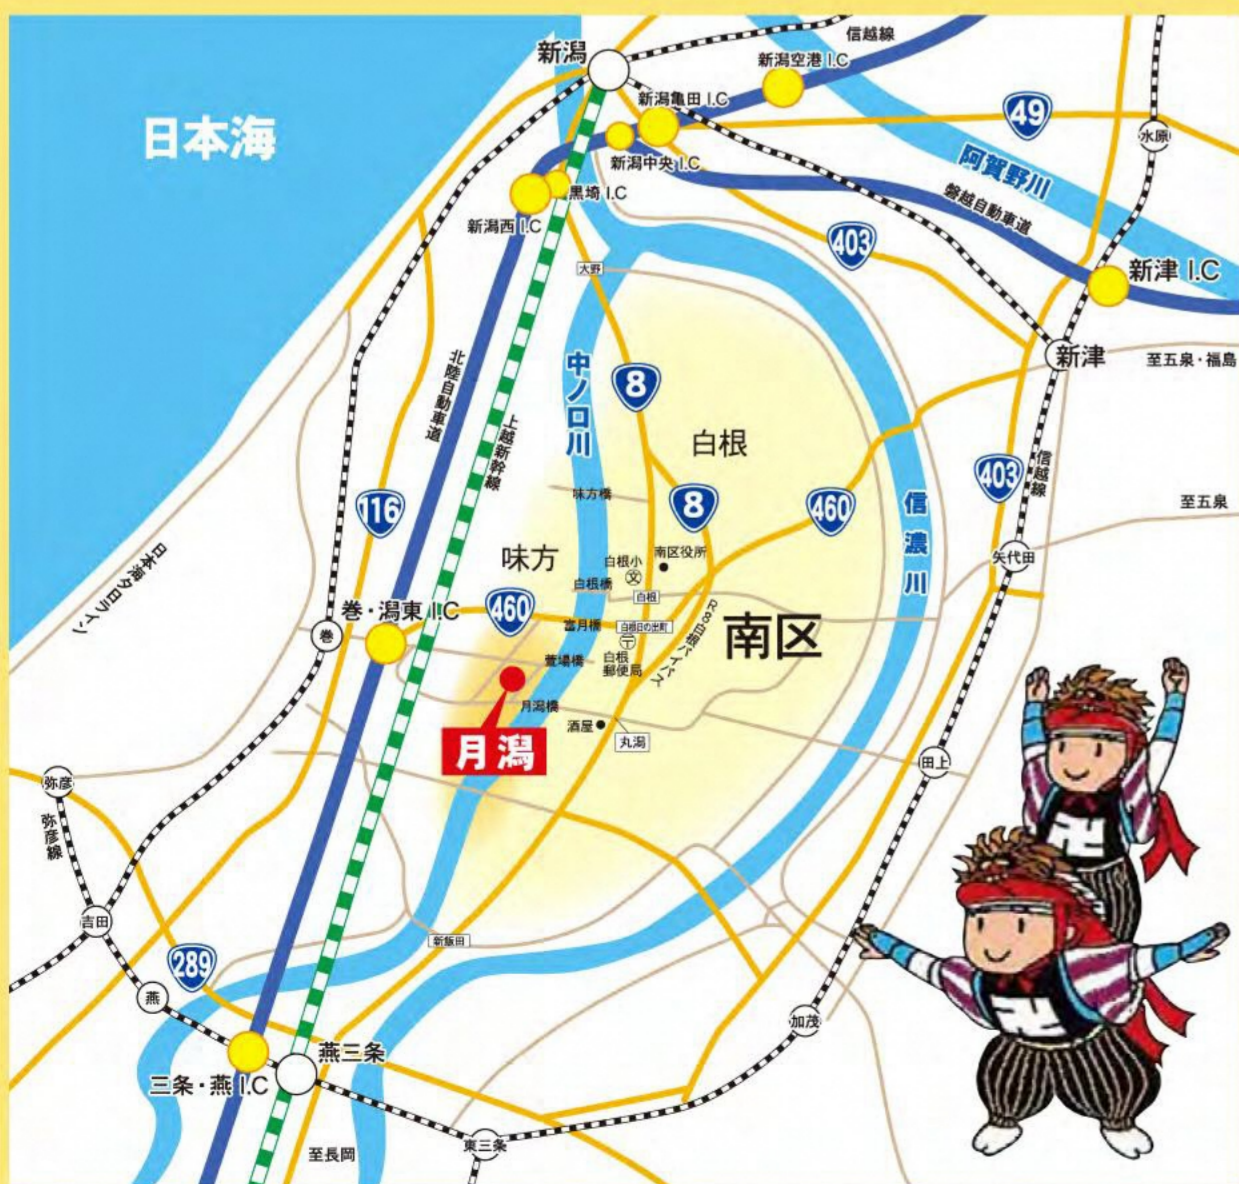 新潟
信越線
新潟空港 I.C
新潟亀田 I.C
49
日本海
水原
新潟中央 I.C
阿賀野川
黒埼 I.C
磐越自動車道
新潟西 I.C
403
大野
新津 I.C
北陸自動車道
中ノ口川
8
新津
至五泉・福島
上越新幹線
白根
403
信越線
116
味方橋
8
460
信濃川
至五泉
日本海夕日ライン
味方
白根小
文
南区役所
矢代田
白根橋
白根
460
巻・潟東 I.C
巻
富月橋
白根日の出町
R8白根バイパス
南区
〒
萱場橋
白根
郵便局
月潟橋
酒屋
丸潟
月潟
田上
弥彦
弥彦線
吉田
新飯田
289
燕
加茂
燕三条
三条・燕 I.C
至長岡
東三条